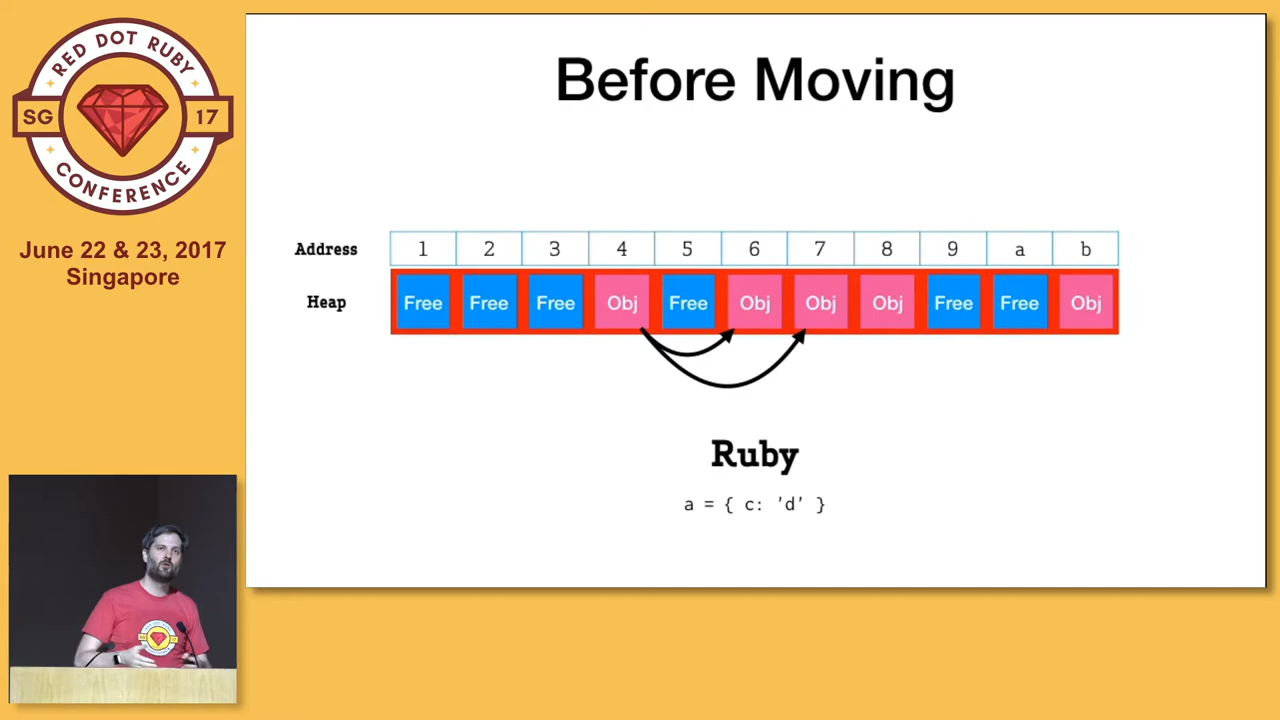 RED DOT RUBY
SG 17
CONFERENCE
June 22 & 23, 2017
Singapore
Before Moving
Address 1 2 3 4 5 6 7 8 9 a b
Heap Free Free Free Obj Free Obj Obj Obj Free Free Obj
Ruby
a = { c: 'd' }